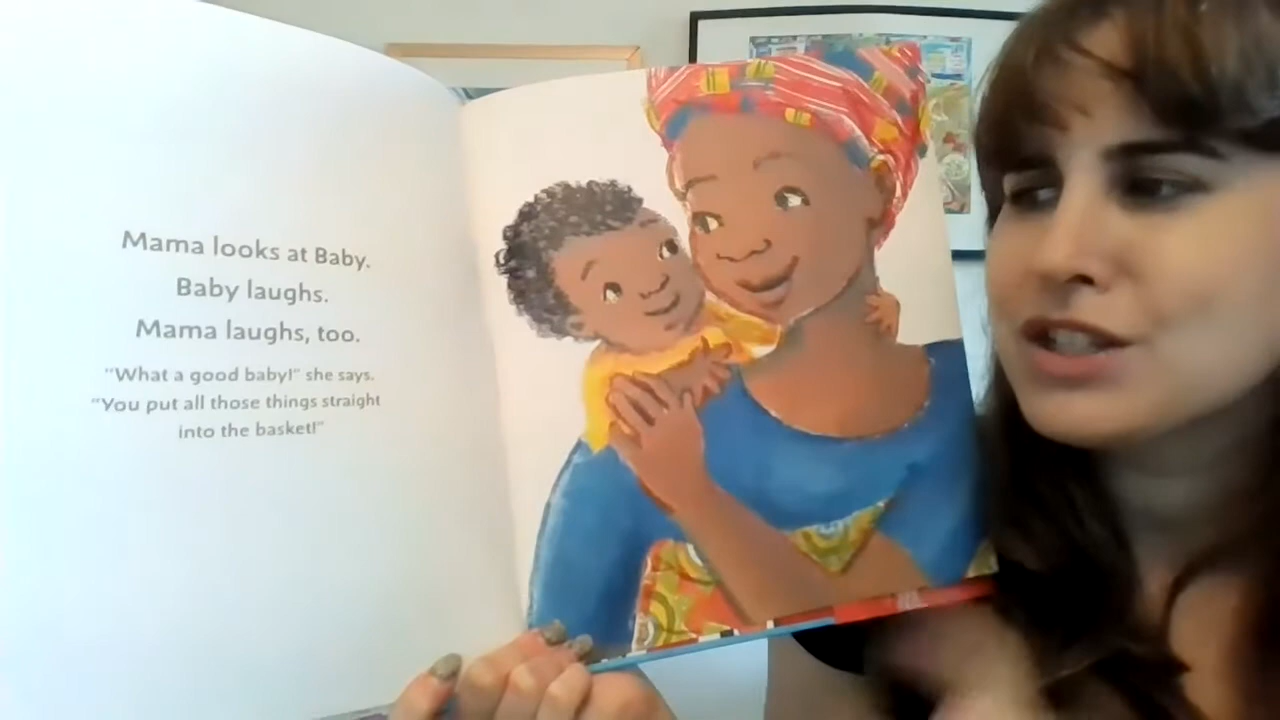 Mama looks at Baby.
Baby laughs.
Mama laughs, too.
"What a good baby!" she says.
"You put all those things straight
into the basket!"